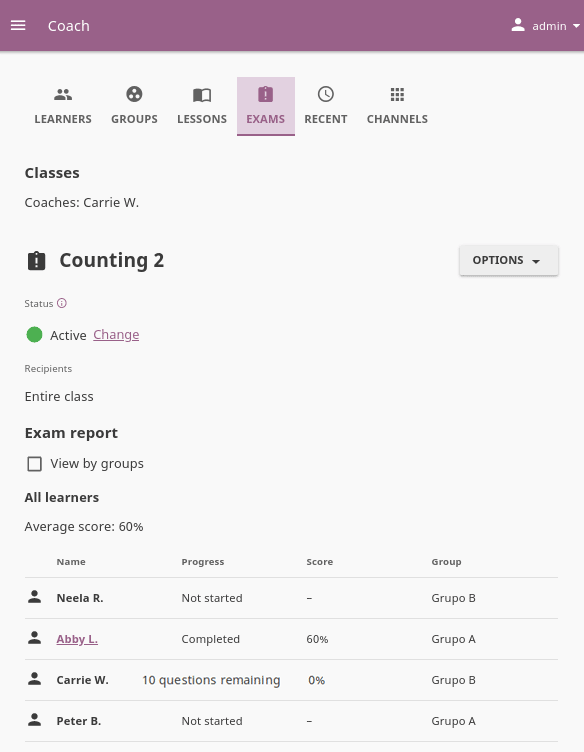 Coach admin
LEARNERS GROUPS LESSONS EXAMS RECENT CHANNELS
Classes
Coaches: Carrie W.
Counting 2 OPTIONS
Status
Active Change
Recipients
Entire class
Exam report
View by groups
All learners
Average score: 60%
Name Progress Score Group
Neela R. Not started – Grupo B
Abby L. Completed 60% Grupo A
Carrie W. 10 questions remaining 0% Grupo B
Peter B. Not started – Grupo A